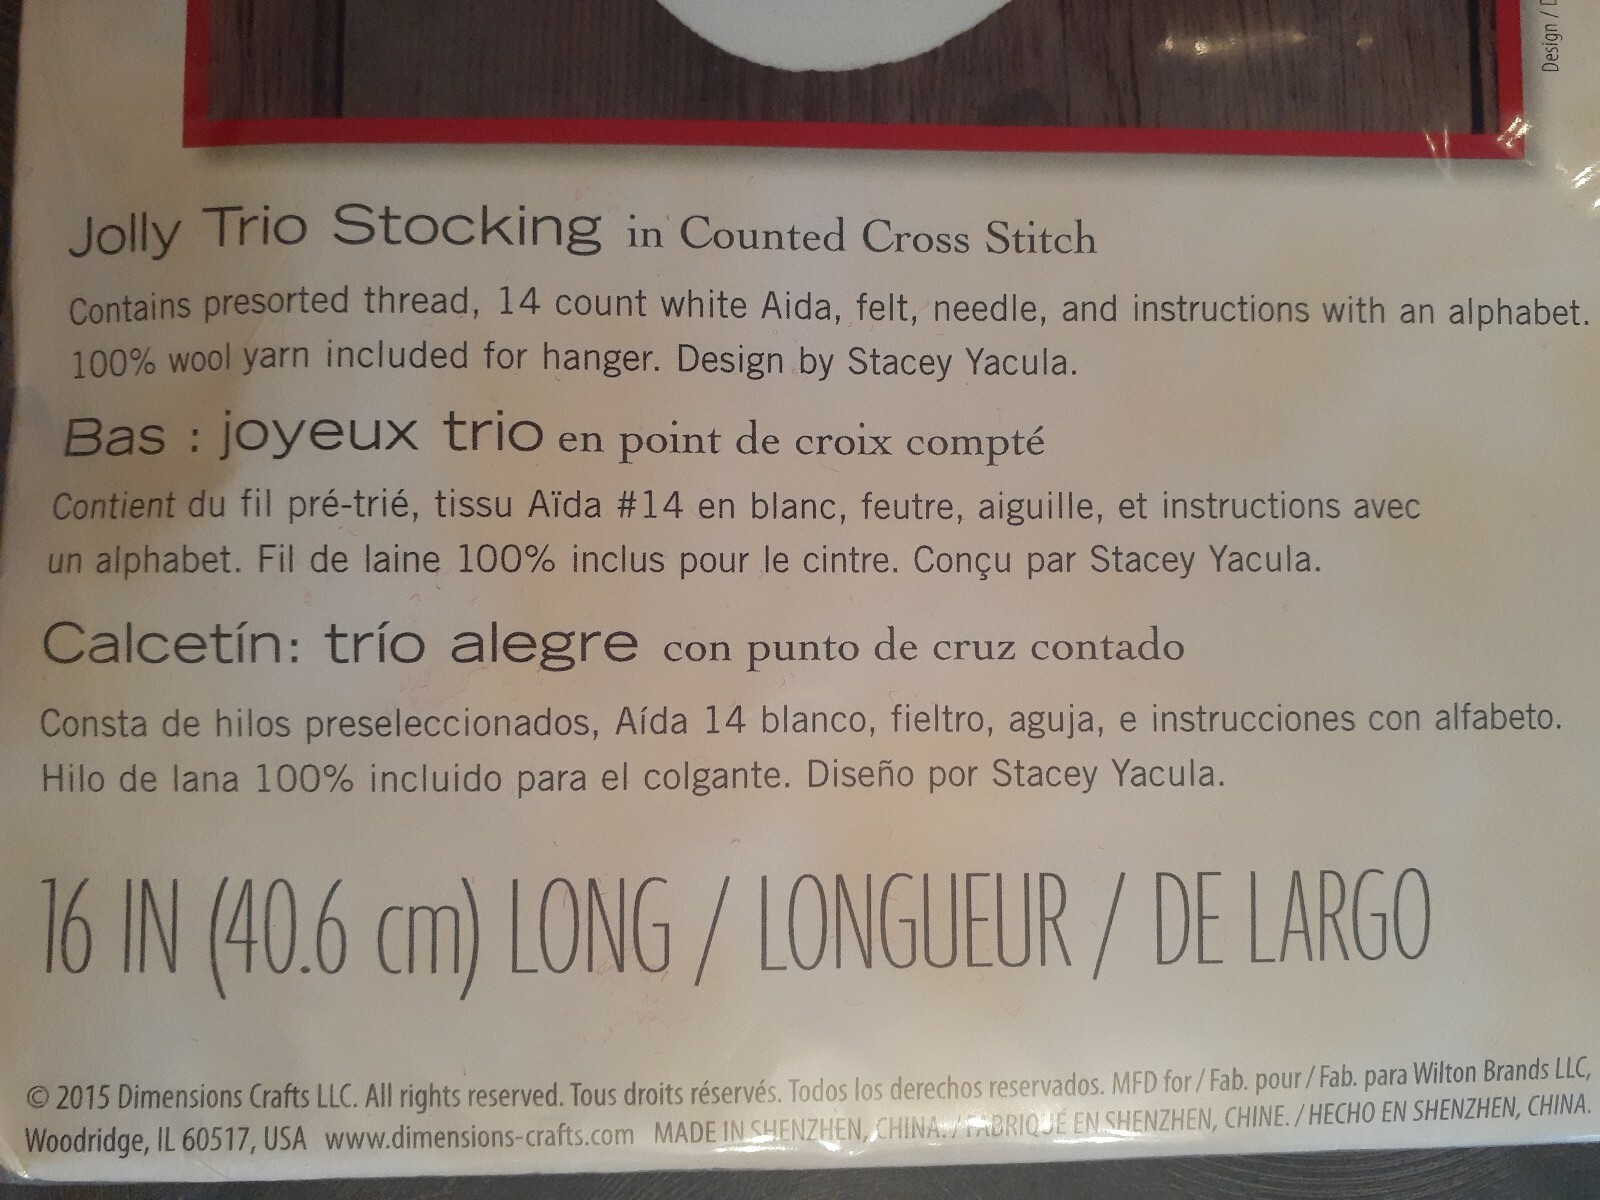 Design /
Jolly Trio Stocking in Counted Cross Stitch
Contains presorted thread, 14 count white Aida, felt, needle, and instructions with an alphabet.
100% wool yarn included for hanger. Design by Stacey Yacula.
Bas : joyeux trio en point de croix compté
Contient du fil pré-trié, tissu Aïda #14 en blanc, feutre, aiguille, et instructions avec
un alphabet. Fil de laine 100% inclus pour le cintre. Conçu par Stacey Yacula.
Calcetín: trío alegre con punto de cruz contado
Consta de hilos preseleccionados, Aída 14 blanco, fieltro, aguja, e instrucciones con alfabeto.
Hilo de lana 100% incluido para el colgante. Diseño por Stacey Yacula.
16 IN (40.6 cm) LONG / LONGUEUR / DE LARGO
© 2015 Dimensions Crafts LLC. All rights reserved. Tous droits réservés. Todos los derechos reservados. MFD for / Fab. pour / Fab. para Wilton Brands LLC,
Woodridge, IL 60517, USA www.dimensions-crafts.com MADE IN SHENZHEN, CHINA. / FABRIQUÉ EN SHENZHEN, CHINE. / HECHO EN SHENZHEN, CHINA.